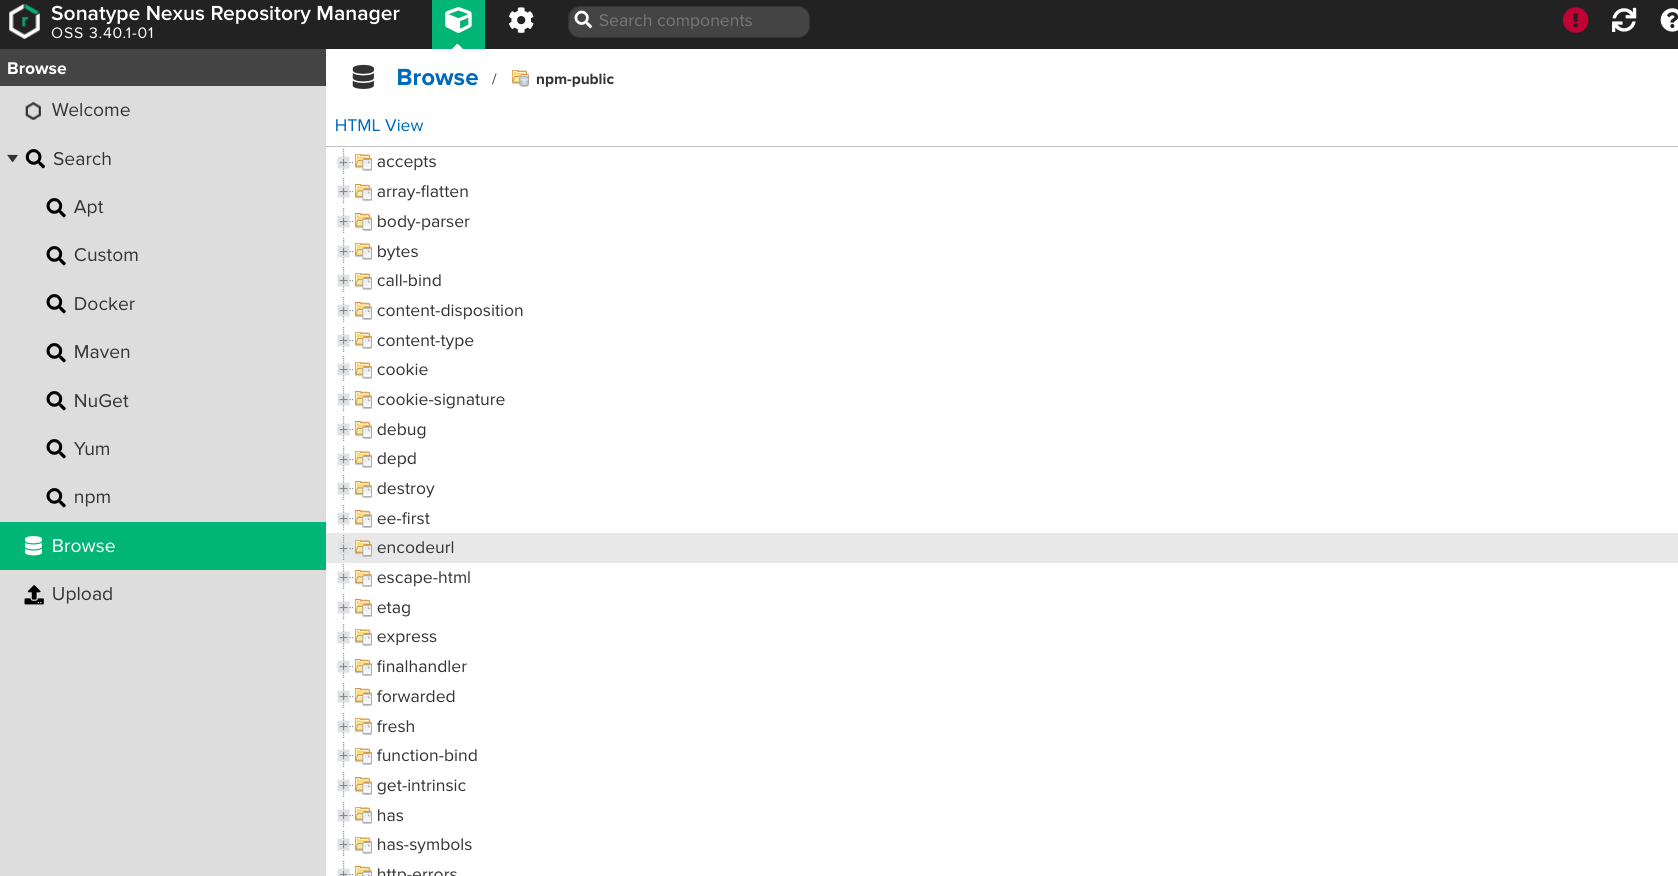 Sonatype Nexus Repository Manager
OSS 3.40.1-01
Search components
Browse
Welcome
Search
Apt
Custom
Docker
Maven
NuGet
Yum
npm
Browse
Upload
Browse / npm-public
HTML View
accepts
array-flatten
body-parser
bytes
call-bind
content-disposition
content-type
cookie
cookie-signature
debug
depd
destroy
ee-first
encodeurl
escape-html
etag
express
finalhandler
forwarded
fresh
function-bind
get-intrinsic
has
has-symbols
http-errors